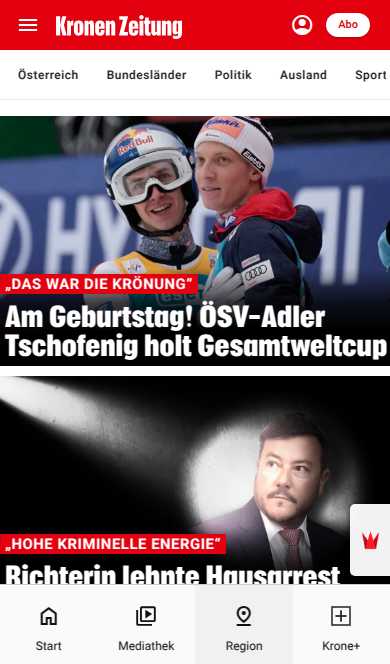 Kronen Zeitung
Abo
Österreich Bundesländer Politik Ausland Sport
Red Bull
HYU
„DAS WAR DIE KRÖNUNG“
Am Geburtstag! ÖSV-Adler
Tschofenig holt Gesamtweltcup
„HOHE KRIMINELLE ENERGIE“
Richterin lehnte Hausarrest
Start Mediathek Region Krone+